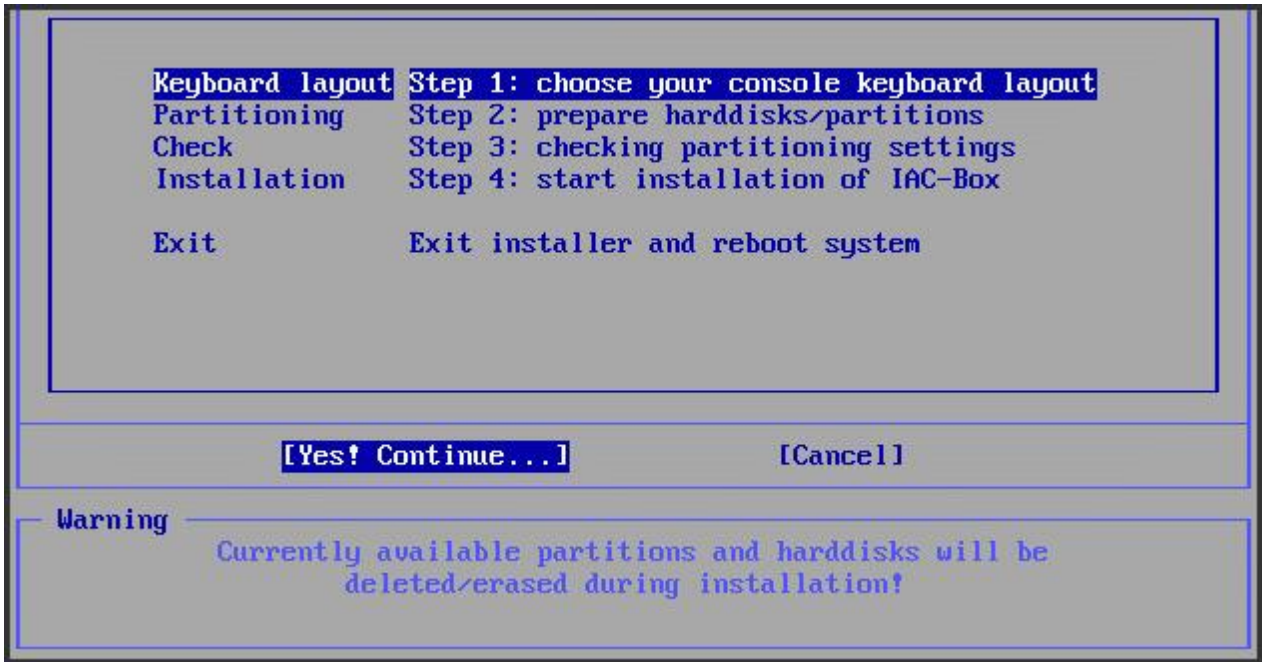 Keyboard layout Step 1: choose your console keyboard layout
Partitioning Step 2: prepare harddisks/partitions
Check Step 3: checking partitioning settings
Installation Step 4: start installation of IAC-Box
Exit Exit installer and reboot system
[Yes! Continue...] [Cancel]
Warning
Currently available partitions and harddisks will be
deleted/erased during installation!